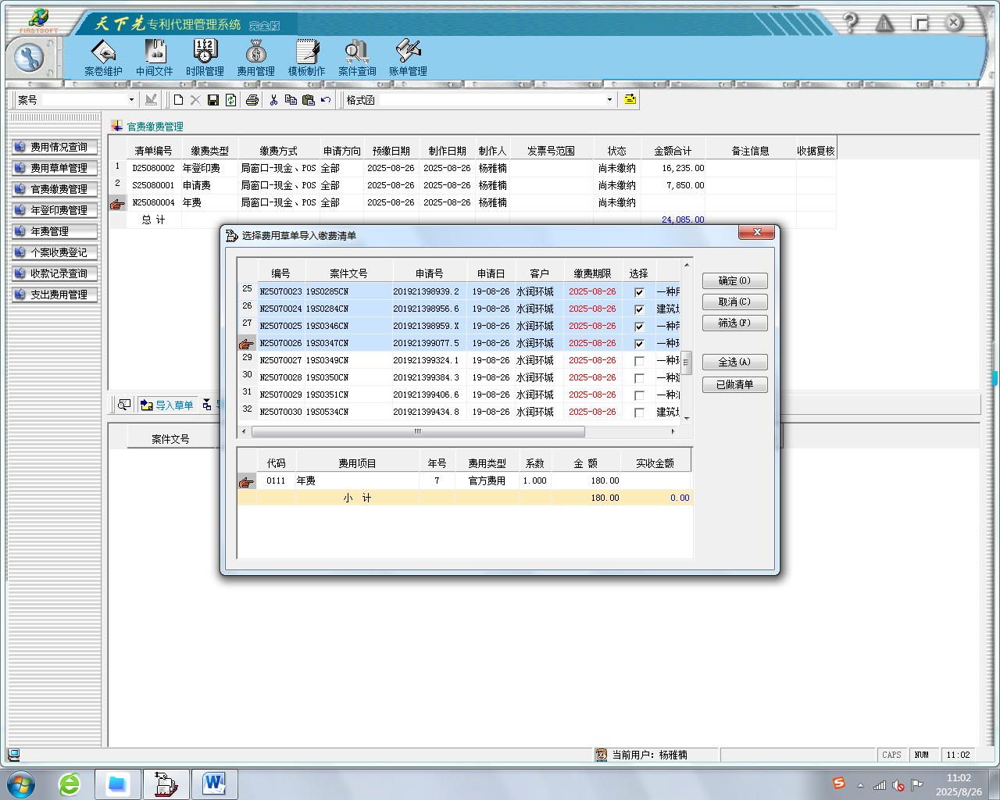 FIRSTSOFT
天下先专利代理管理系统 完全版
案卷维护 中间文件 时限管理 费用管理 模板制作 案件查询 账单管理
案号 格式函
官费缴费管理
费用情况查询
费用草单管理
官费缴费管理
年登印费管理
年费管理
个案收费登记
收款记录查询
支出费用管理
清单编号 缴费类型 缴费方式 申请方向 预缴日期 制作日期 制作人 发票号范围 状态 金额合计 备注信息 收据复核
1 D25080002 年登印费 局窗口-现金、POS 全部 2025-08-26 2025-08-26 杨雅楠 尚未缴纳 16,235.00
2 S25080001 申请费 局窗口-现金、POS 全部 2025-08-26 2025-08-26 杨雅楠 尚未缴纳 7,850.00
N25080004 年费 局窗口-现金、POS 全部 2025-08-26 2025-08-26 杨雅楠 尚未缴纳
总 计 24,085.00
选择费用草单导入缴费清单
编号 案件文号 申请号 申请日 客户 缴费期限 选择
25 N25070023 19S0285CN 201921398939.2 19-08-26 水润环城 2025-08-26 一种
26 N25070024 19S0284CN 201921398956.6 19-08-26 水润环城 2025-08-26 建筑
27 N25070025 19S0346CN 201921398959.X 19-08-26 水润环城 2025-08-26 一种
N25070026 19S0347CN 201921399077.5 19-08-26 水润环城 2025-08-26 一种
29 N25070027 19S0349CN 201921399324.1 19-08-26 水润环城 2025-08-26 一种
30 N25070028 19S0350CN 201921399384.3 19-08-26 水润环城 2025-08-26 一种
31 N25070029 19S0351CN 201921399406.6 19-08-26 水润环城 2025-08-26 一种
32 N25070030 19S0534CN 201921399434.8 19-08-26 水润环城 2025-08-26 建筑
确定(O)
取消(C)
筛选(F)
全选(A)
已做清单
代码 费用项目 年号 费用类型 系数 金 额 实收金额
0111 年费 7 官方费用 1.000 180.00
小 计 180.00 0.00
导入草单
案件文号
当前用户: 杨雅楠 CAPS NUM 11:02
11:02
2025/8/26